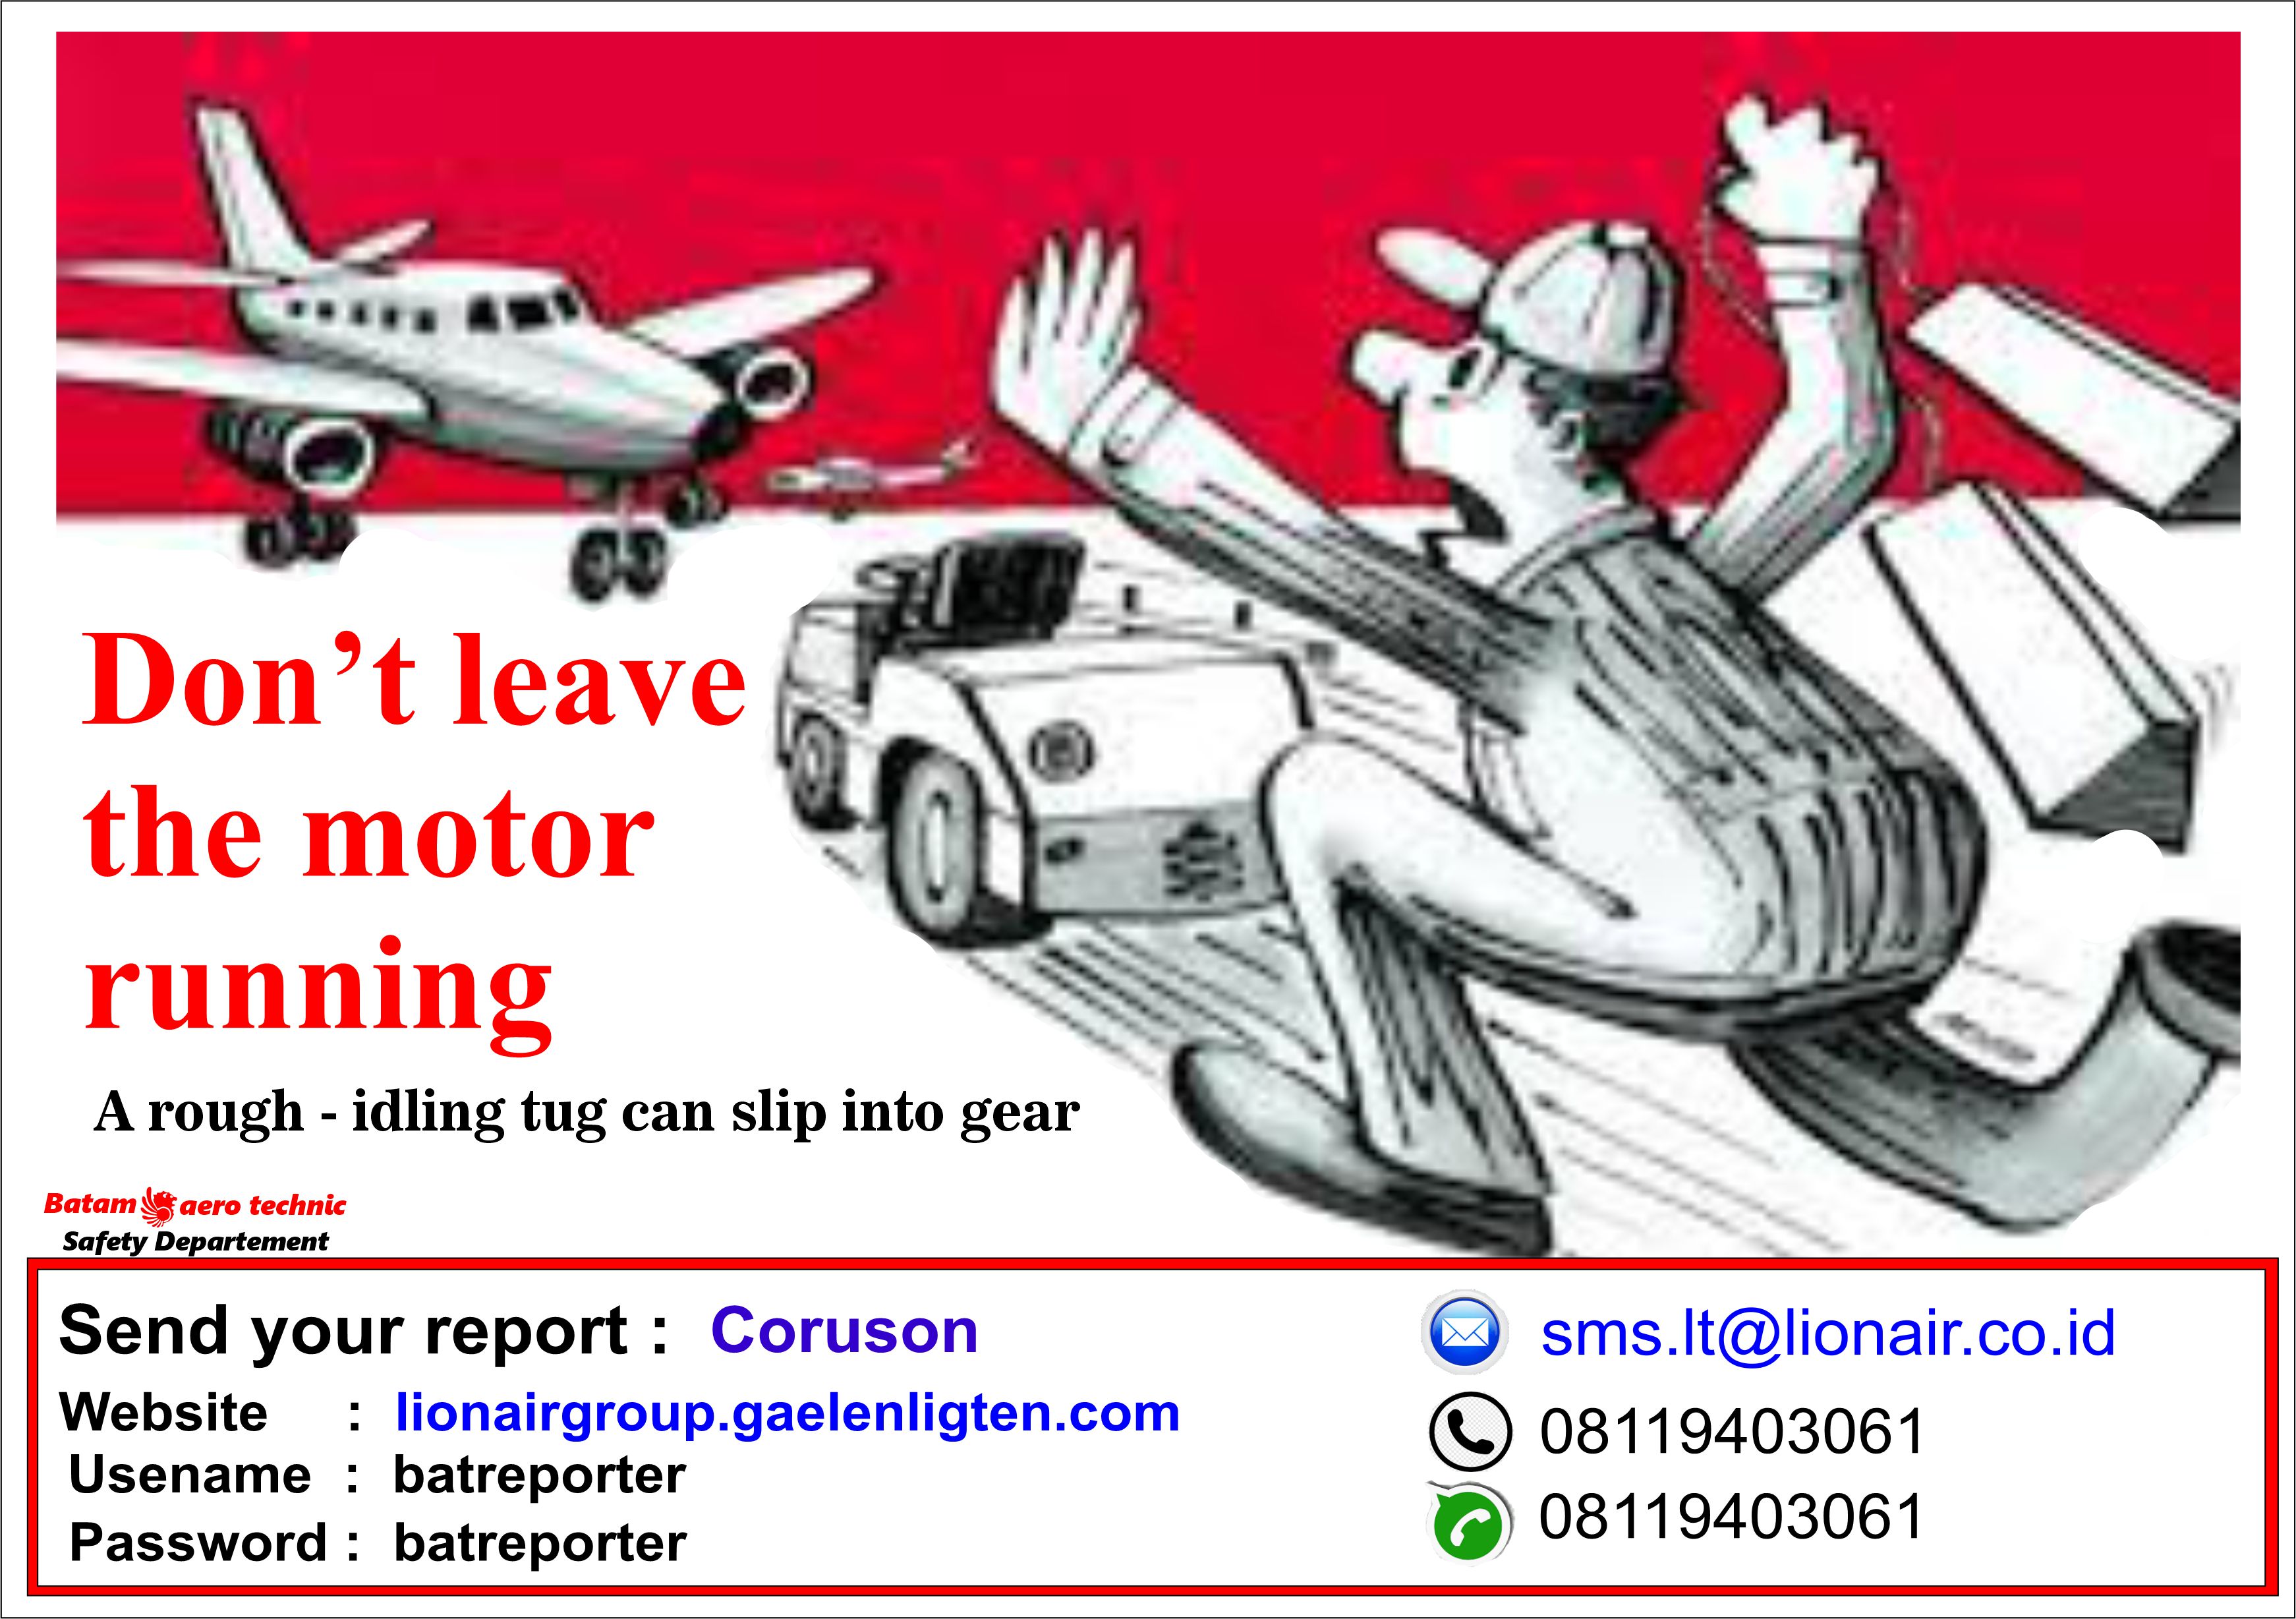 Don’t leave
the motor
running
A rough - idling tug can slip into gear
Batam aero technic
Safety Departement
Send your report : Coruson
Website : lionairgroup.gaelenligten.com
Usename : batreporter
Password : batreporter
sms.lt@lionair.co.id
08119403061
08119403061